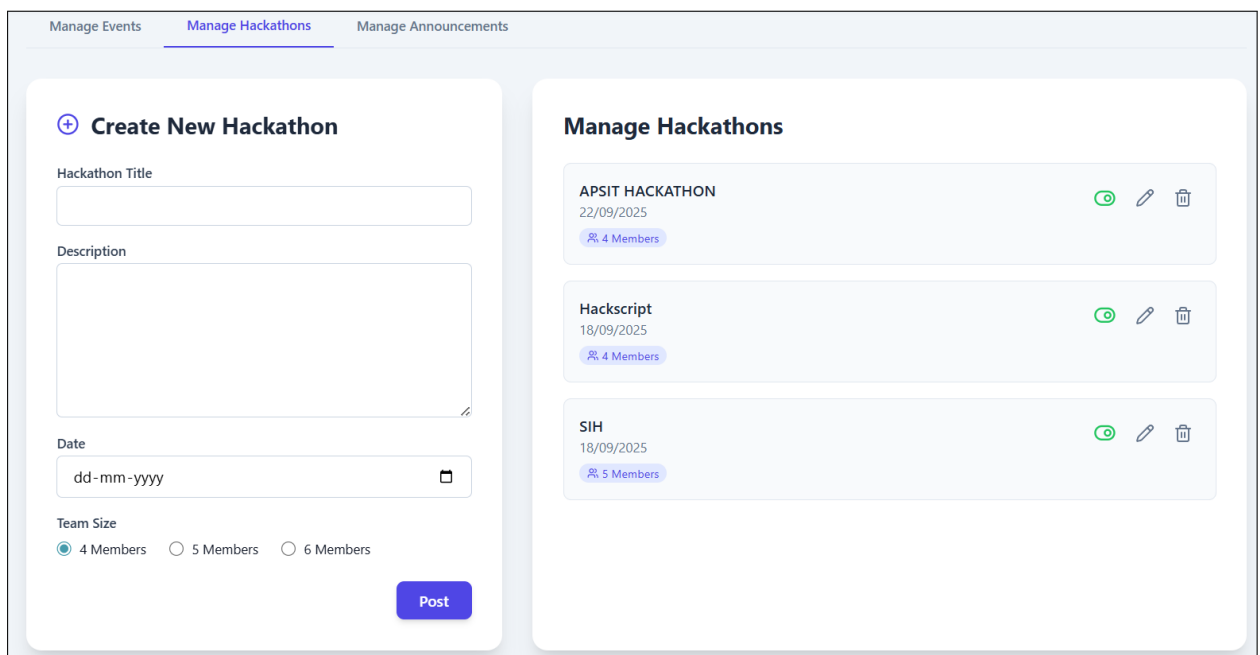 Manage Events
Manage Hackathons
Manage Announcements
Create New Hackathon
Hackathon Title
Description
Date
dd-mm-yyyy
Team Size
4 Members
5 Members
6 Members
Post
Manage Hackathons
APSIT HACKATHON
22/09/2025
4 Members
Hackscript
18/09/2025
4 Members
SIH
18/09/2025
5 Members